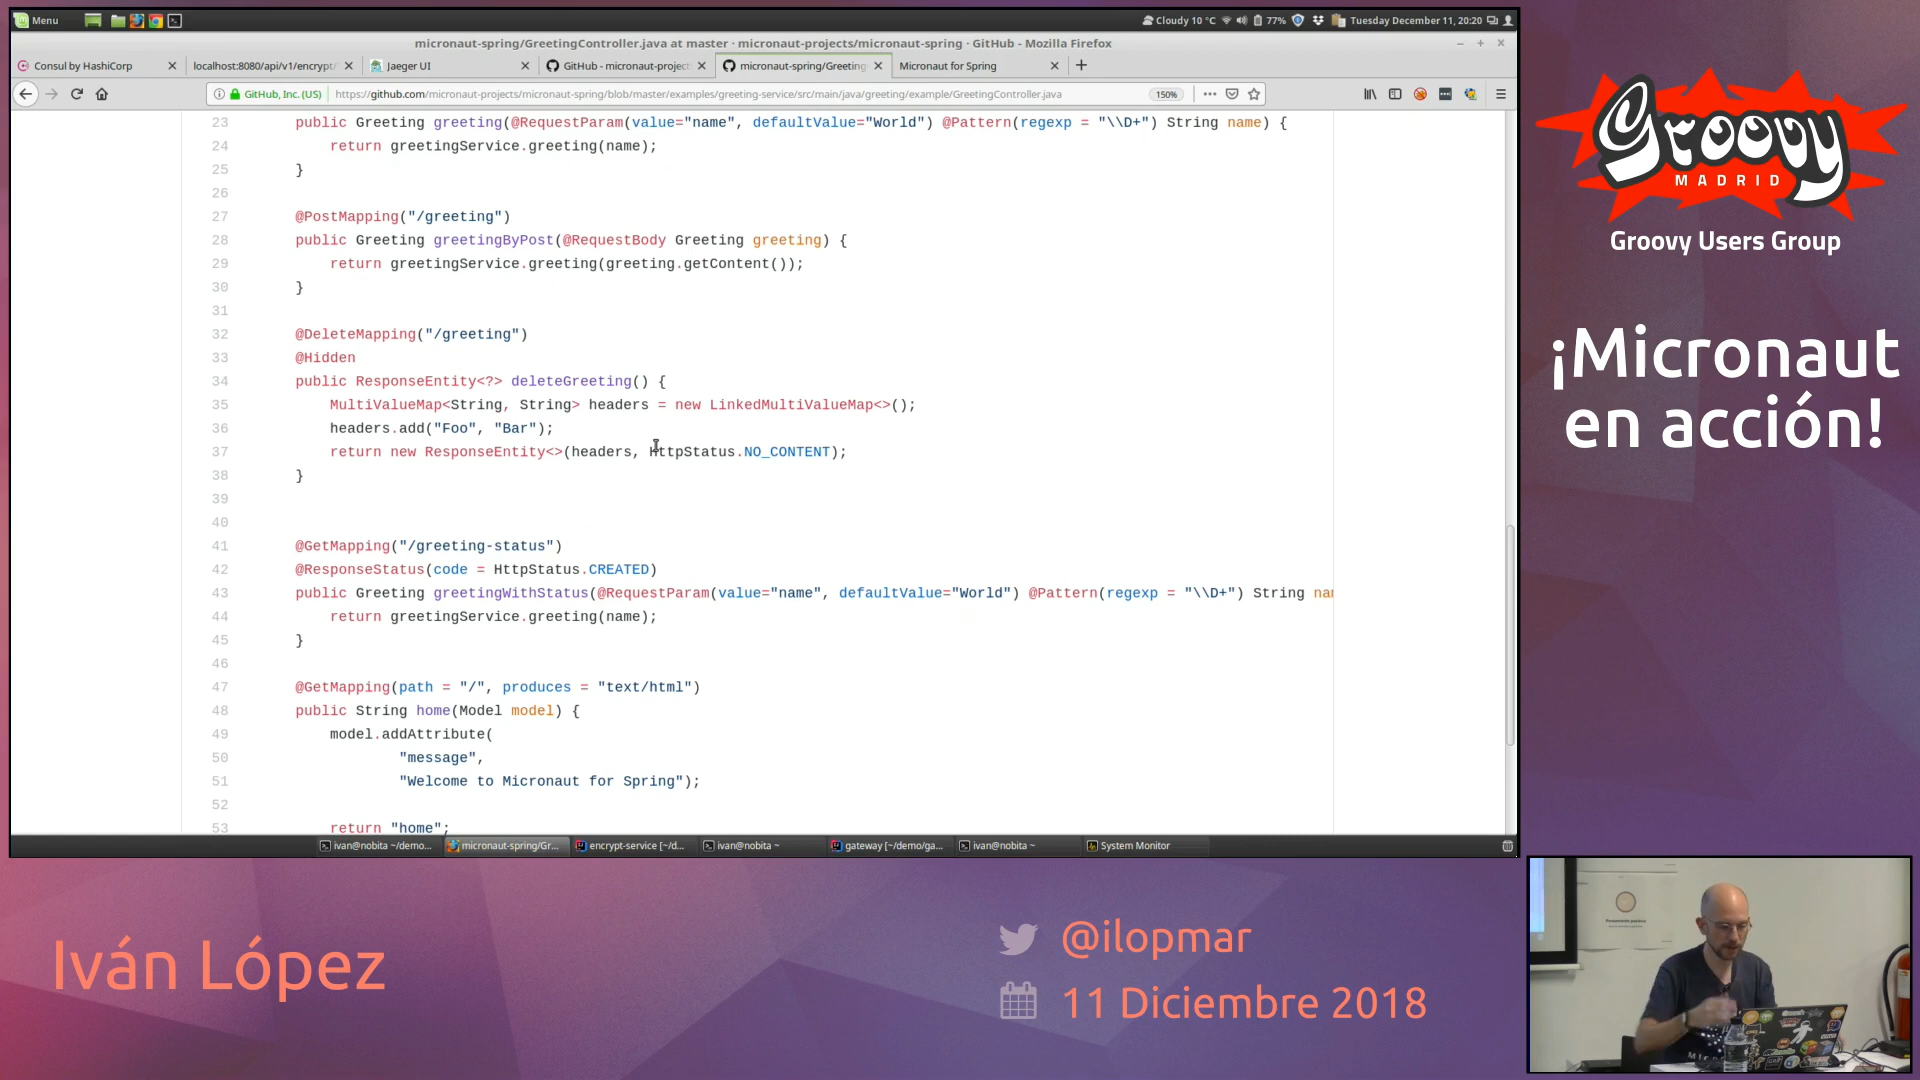 Menu
Cloudy 10 °C
77%
Tuesday December 11, 20:20
micronaut-spring/GreetingController.java at master · micronaut-projects/micronaut-spring · GitHub - Mozilla Firefox
Consul by HashiCorp
localhost:8080/api/v1/encrypt/
Jaeger UI
GitHub - micronaut-project
micronaut-spring/Greeting
Micronaut for Spring
GitHub, Inc. (US)
https://github.com/micronaut-projects/micronaut-spring/blob/master/examples/greeting-service/src/main/java/greeting/example/GreetingController.java
150%
23 public Greeting greeting(@RequestParam(value="name", defaultValue="World") @Pattern(regexp = "\\D+") String name) {
24 return greetingService.greeting(name);
25 }
26
27 @PostMapping("/greeting")
28 public Greeting greetingByPost(@RequestBody Greeting greeting) {
29 return greetingService.greeting(greeting.getContent());
30 }
31
32 @DeleteMapping("/greeting")
33 @Hidden
34 public ResponseEntity<?> deleteGreeting() {
35 MultiValueMap<String, String> headers = new LinkedMultiValueMap<>();
36 headers.add("Foo", "Bar");
37 return new ResponseEntity<>(headers, HttpStatus.NO_CONTENT);
38 }
39
40
41 @GetMapping("/greeting-status")
42 @ResponseStatus(code = HttpStatus.CREATED)
43 public Greeting greetingWithStatus(@RequestParam(value="name", defaultValue="World") @Pattern(regexp = "\\D+") String nam
44 return greetingService.greeting(name);
45 }
46
47 @GetMapping(path = "/", produces = "text/html")
48 public String home(Model model) {
49 model.addAttribute(
50 "message",
51 "Welcome to Micronaut for Spring");
52
53 return "home";
ivan@nobita ~/demo...
micronaut-spring/Gr...
encrypt-service [~/d...
ivan@nobita ~
gateway [~/demo/ga...
ivan@nobita ~
System Monitor
Groovy
MADRID
Groovy Users Group
¡Micronaut
en acción!
Iván López
@ilopmar
11 Diciembre 2018